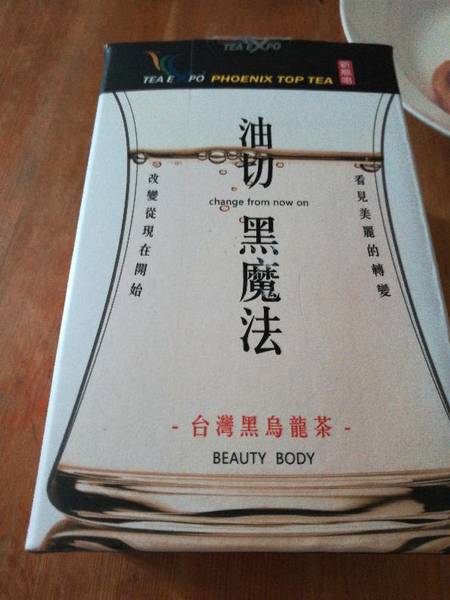 TEA EXPO
TEA EXPO PHOENIX TOP TEA
油切
change from now on
黑魔法
看見美麗的轉變
改變從現在開始
- 台灣黑烏龍茶 -
BEAUTY BODY